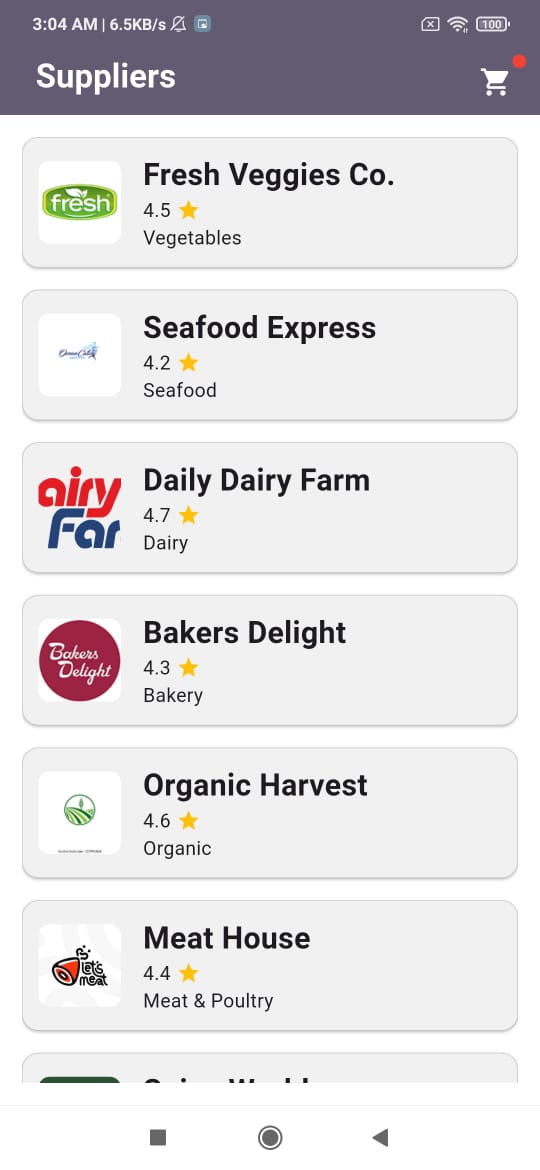 3:04 AM | 6.5KB/s
100
Suppliers
fresh
Fresh Veggies Co.
4.5
Vegetables
Ocean Catch
Seafood Express
4.2
Seafood
airy
Far
Daily Dairy Farm
4.7
Dairy
Bakers
Delight
Bakers Delight
4.3
Bakery
Organic Harvest
4.6
Organic
let's
meat
Meat House
4.4
Meat & Poultry